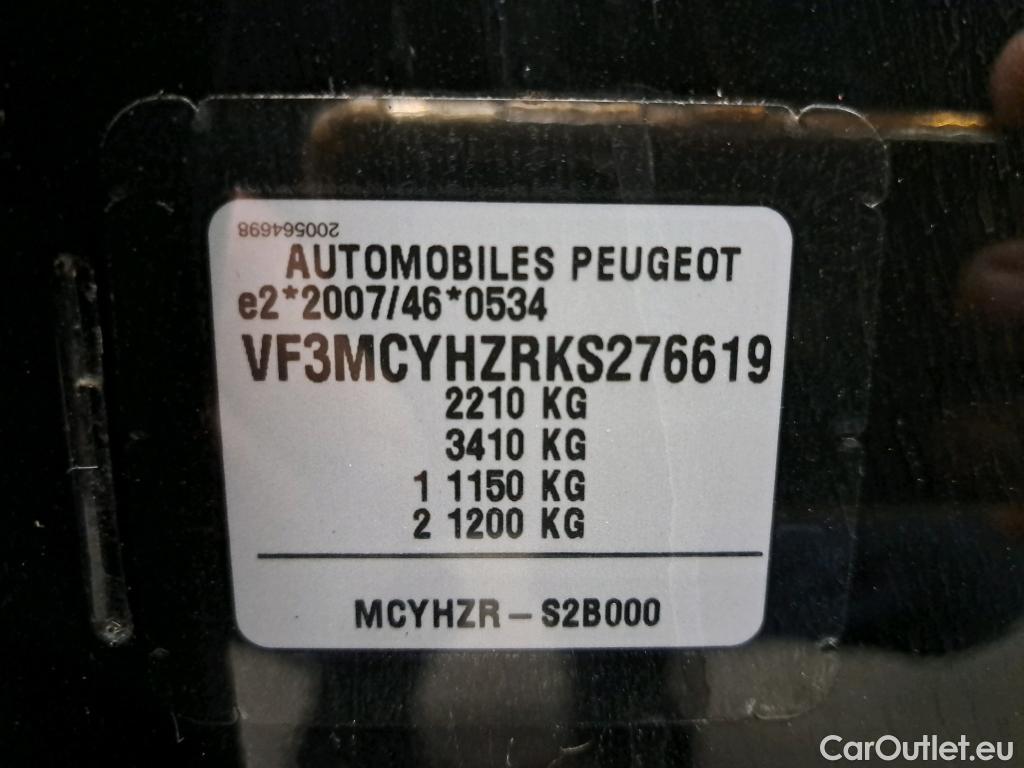 200564698
AUTOMOBILES PEUGEOT
e2*2007/46*0534
VF3MCYHZRKS276619
2210 KG
3410 KG
1 1150 KG
2 1200 KG
MCYHZR – S2B000
CarOutlet.eu